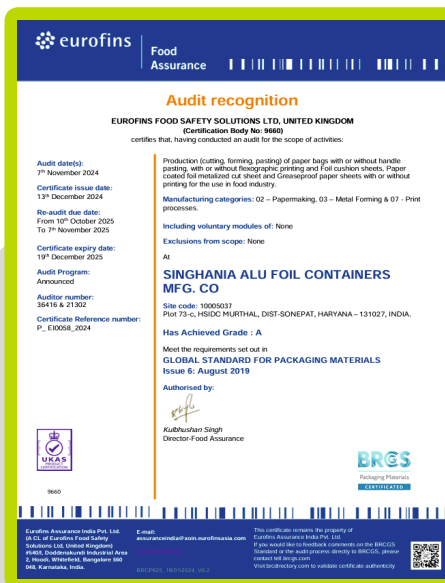 eurofins
Food
Assurance
Audit recognition
EUROFINS FOOD SAFETY SOLUTIONS LTD, UNITED KINGDOM
(Certification Body No: 9660)
certifies that, having conducted an audit for the scope of activities:
Audit date(s):
7th November 2024
Certificate issue date:
13th December 2024
Re-audit due date:
From 10th October 2025
To 7th November 2025
Certificate expiry date:
19th December 2025
Audit Program:
Announced
Auditor number:
36416 & 21302
Certificate Reference number:
P_ EI0058_2024
Production (cutting, forming, pasting) of paper bags with or without handle
pasting, with or without flexographic printing and Foil cushion sheets, Paper
coated foil metalized cut sheet and Greaseproof paper sheets with or without
printing for the use in food industry.
Manufacturing categories: 02 – Papermaking, 03 – Metal Forming & 07 - Print
processes.
Including voluntary modules of: None
Exclusions from scope: None
At
SINGHANIA ALU FOIL CONTAINERS
MFG. CO
Site code: 10005037
Plot 73-c, HSIDC MURTHAL, DIST-SONEPAT, HARYANA – 131027, INDIA.
Has Achieved Grade : A
Meet the requirements set out in
GLOBAL STANDARD FOR PACKAGING MATERIALS
Issue 6: August 2019
Authorised by:
Kulbhushan Singh
Director-Food Assurance
UKAS
PRODUCT
CERTIFICATION
9660
BRCGS
Packaging Materials
CERTIFICATED
Eurofins Assurance India Pvt. Ltd.
(A CL of Eurofins Food Safety
Solutions Ltd, United Kingdom)
#540/1, Doddenakundi Industrial Area
2, Hoodi, Whitefield, Bangalore 560
048, Karnataka, India.
E-mail:
assuranceindia@asin.eurofinsasia.com
BRCPR25_18/01/2024_V6.2
This certificate remains the property of
Eurofins Assurance India Pvt. Ltd.
If you would like to feedback comments on the BRCGS
Standard or the audit process directly to BRCGS, please
contact tell.brcgs.com
Visit brcdirectory.com to validate certificate authenticity